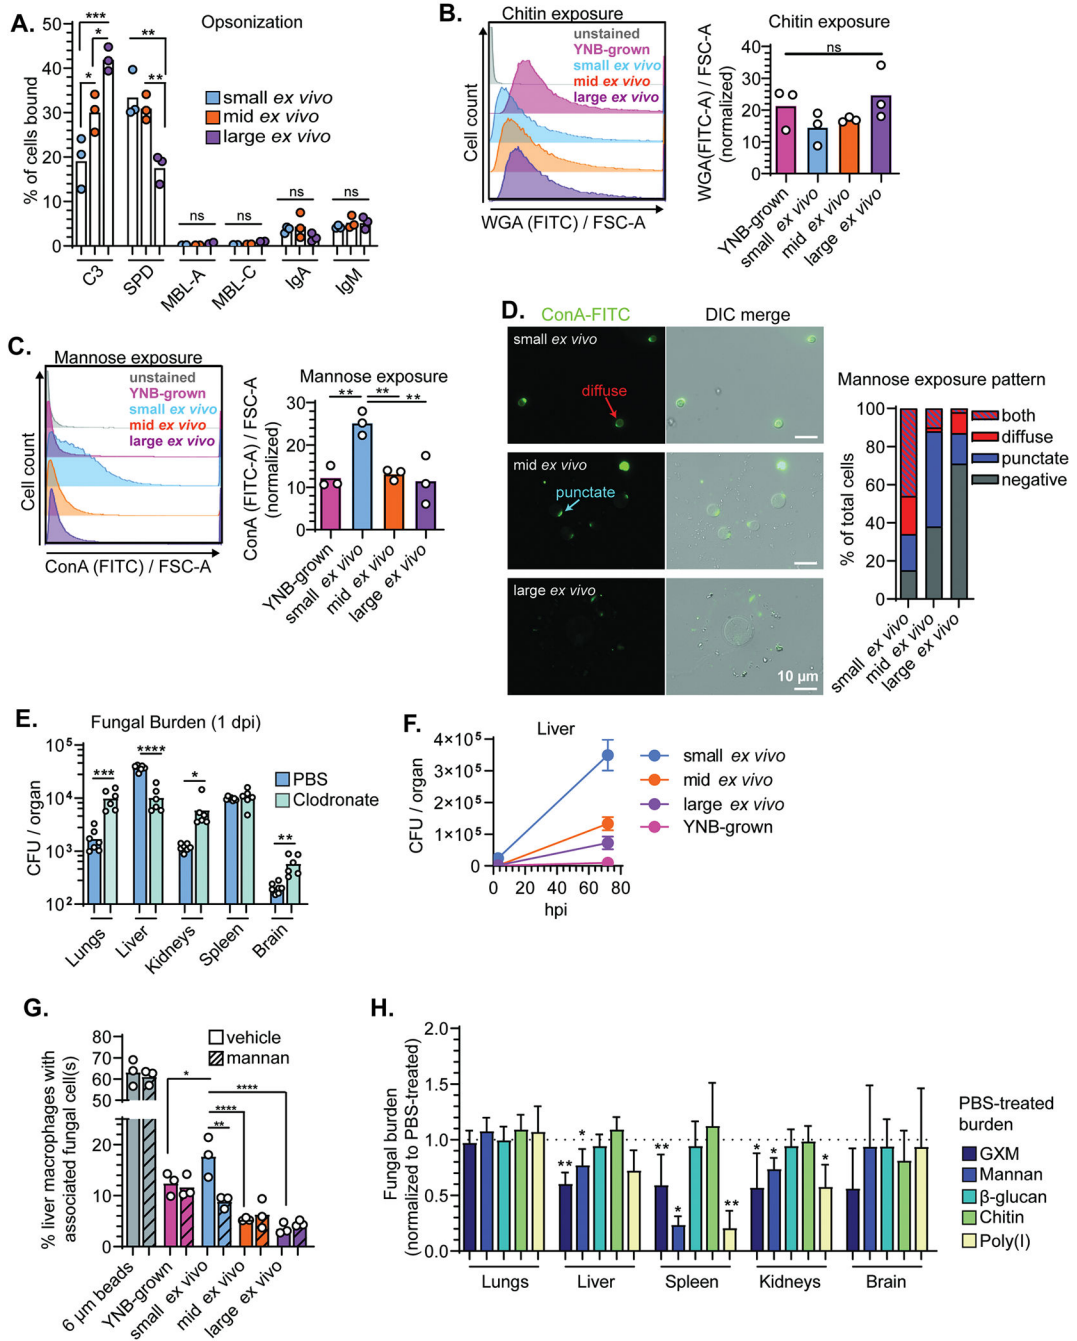 A.
Opsonization
% of cells bound
50
40
30
20
10
0
***
*
*
**
**
ns
ns
ns
ns
small ex vivo
mid ex vivo
large ex vivo
C3
SPD
MBL-A
MBL-C
IgA
IgM
B.
Chitin exposure
unstained
YNB-grown
small ex vivo
mid ex vivo
large ex vivo
Cell count
WGA (FITC) / FSC-A
Chitin exposure
WGA(FITC-A) / FSC-A
(normalized)
40
30
20
10
0
ns
YNB-grown
small ex vivo
mid ex vivo
large ex vivo
C.
Mannose exposure
unstained
YNB-grown
small ex vivo
mid ex vivo
large ex vivo
Cell count
ConA (FITC) / FSC-A
Mannose exposure
ConA (FITC-A) / FSC-A
(normalized)
30
20
10
0
**
**
**
YNB-grown
small ex vivo
mid ex vivo
large ex vivo
D.
ConA-FITC
DIC merge
small ex vivo
diffuse
mid ex vivo
punctate
large ex vivo
10 µm
Mannose exposure pattern
% of total cells
100
80
60
40
20
0
both
diffuse
punctate
negative
small ex vivo
mid ex vivo
large ex vivo
E.
Fungal Burden (1 dpi)
CFU / organ
10⁵
10⁴
10³
10²
***
****
*
**
PBS
Clodronate
Lungs
Liver
Kidneys
Spleen
Brain
F.
Liver
CFU / organ
4×10⁵
3×10⁵
2×10⁵
1×10⁵
0
0 20 40 60 80
hpi
small ex vivo
mid ex vivo
large ex vivo
YNB-grown
G.
% liver macrophages with
associated fungal cell(s)
80
70
60
50
20
10
0
vehicle
mannan
*
****
****
**
6 µm beads
YNB-grown
small ex vivo
mid ex vivo
large ex vivo
H.
Fungal burden
(normalized to PBS-treated)
2.0
1.5
1.0
0.5
0.0
**
*
**
*
**
*
*
*
PBS-treated
burden
GXM
Mannan
β-glucan
Chitin
Poly(I)
Lungs
Liver
Spleen
Kidneys
Brain